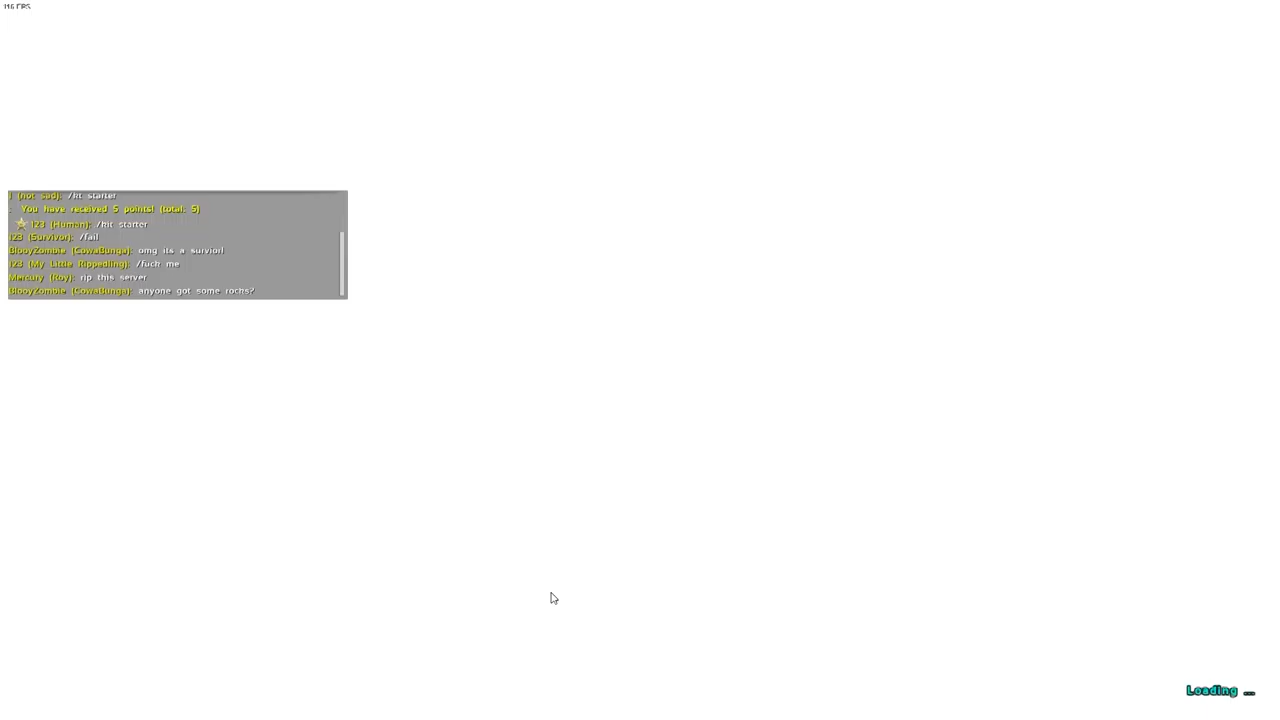 116 FPS
] (not sad): /kit starter
: You have received 5 points! (total: 5)
123 (Human): /kit starter
123 (Survivor): /fail
BlooyZombie (CowaBunga): omg its a survior!
123 (My Little Rippedling): /fuck me
Mercury (Roy): rip this server
BlooyZombie (CowaBunga): anyone got some rocks?
Loading ...